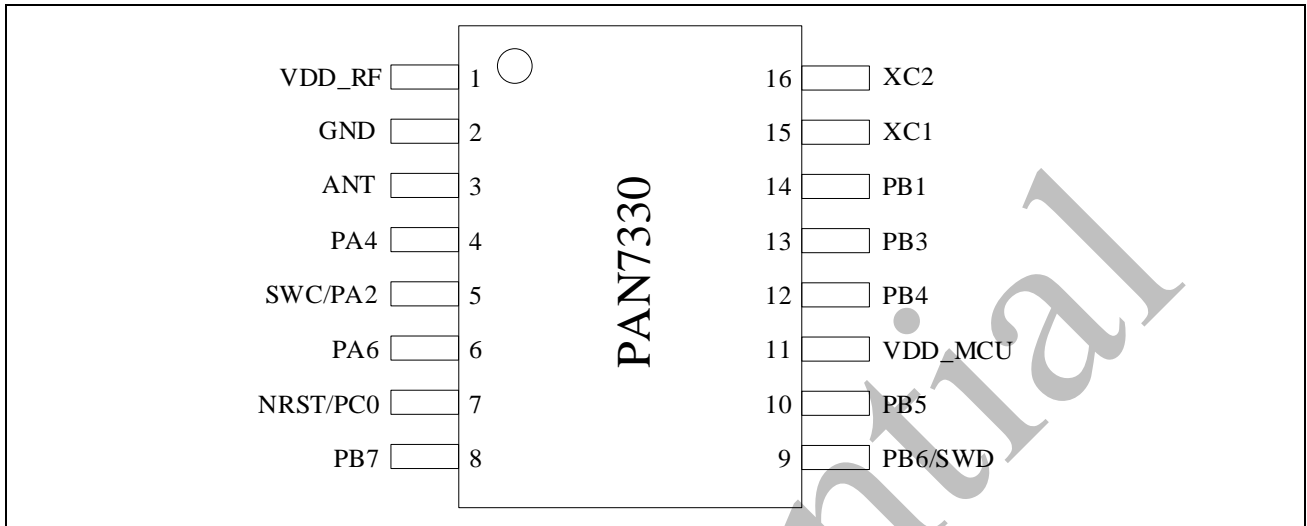 VDD_RF 1
GND 2
ANT 3
PA4 4
SWC/PA2 5
PA6 6
NRST/PC0 7
PB7 8
PAN7330
16 XC2
15 XC1
14 PB1
13 PB3
12 PB4
11 VDD_MCU
10 PB5
9 PB6/SWD
ntial